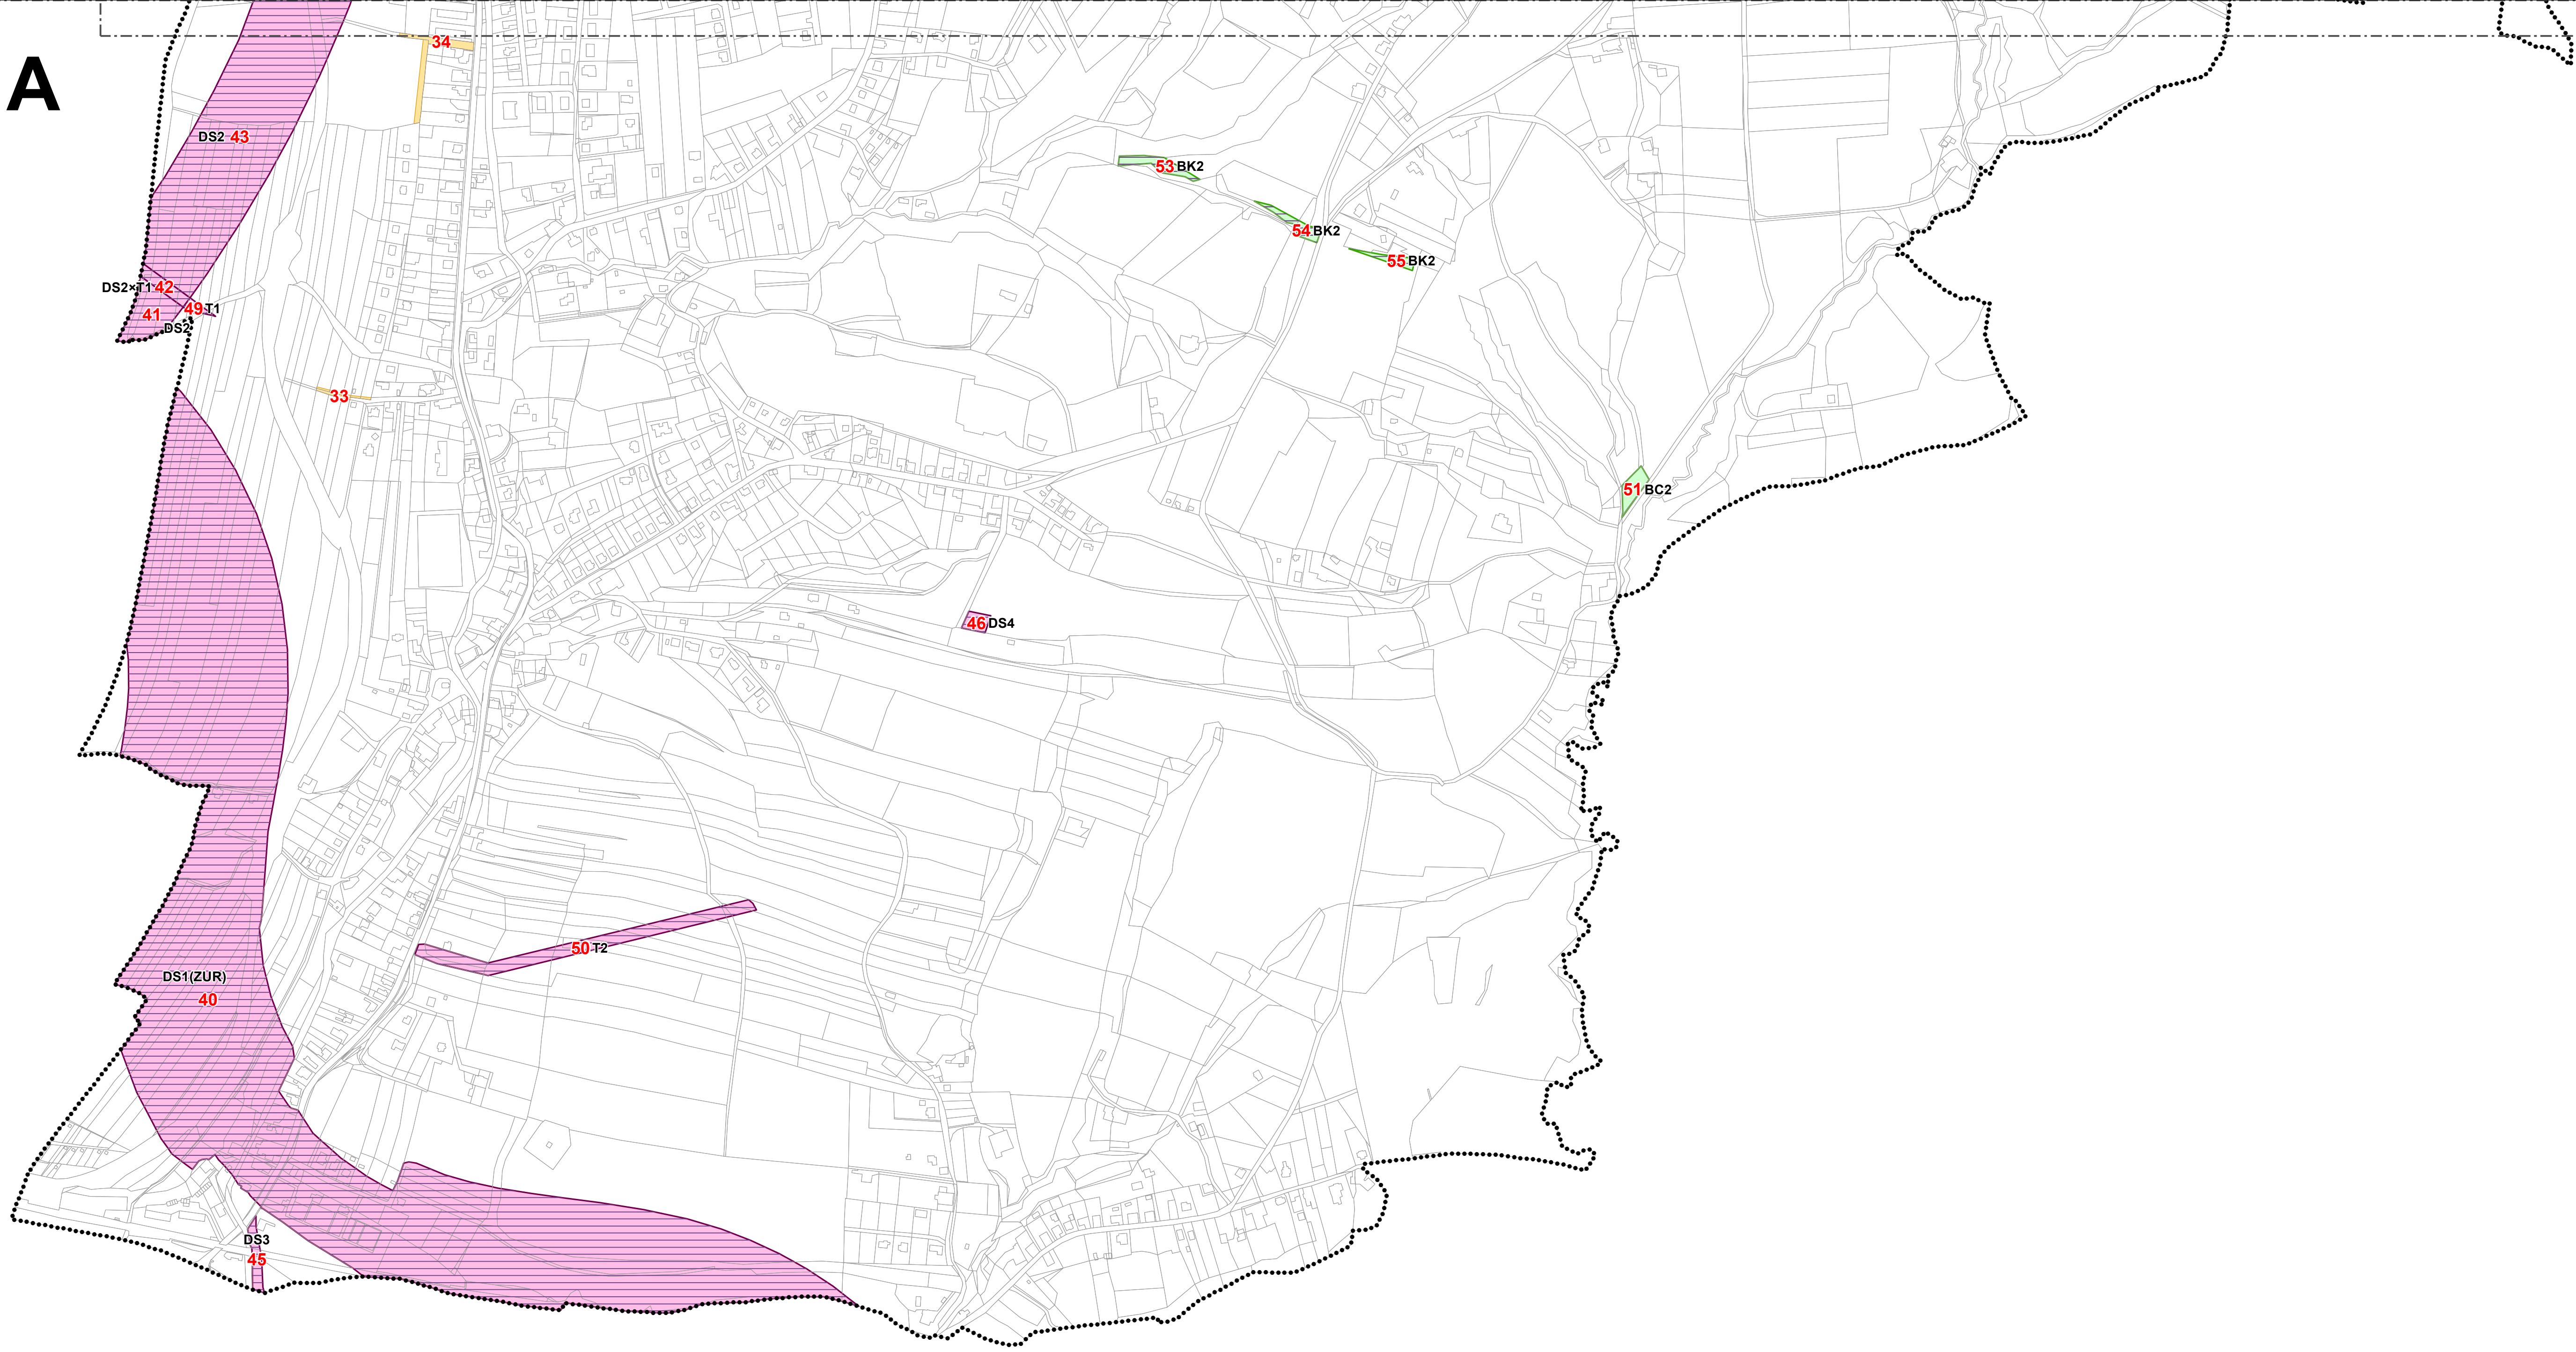 34
A
DS2 43
53 BK2
54 BK2
55 BK2
DS2×T1 42
49 T1
41
DS2
33
51 BC2
46 DS4
50 T2
DS1(ZUR)
40
DS3
45